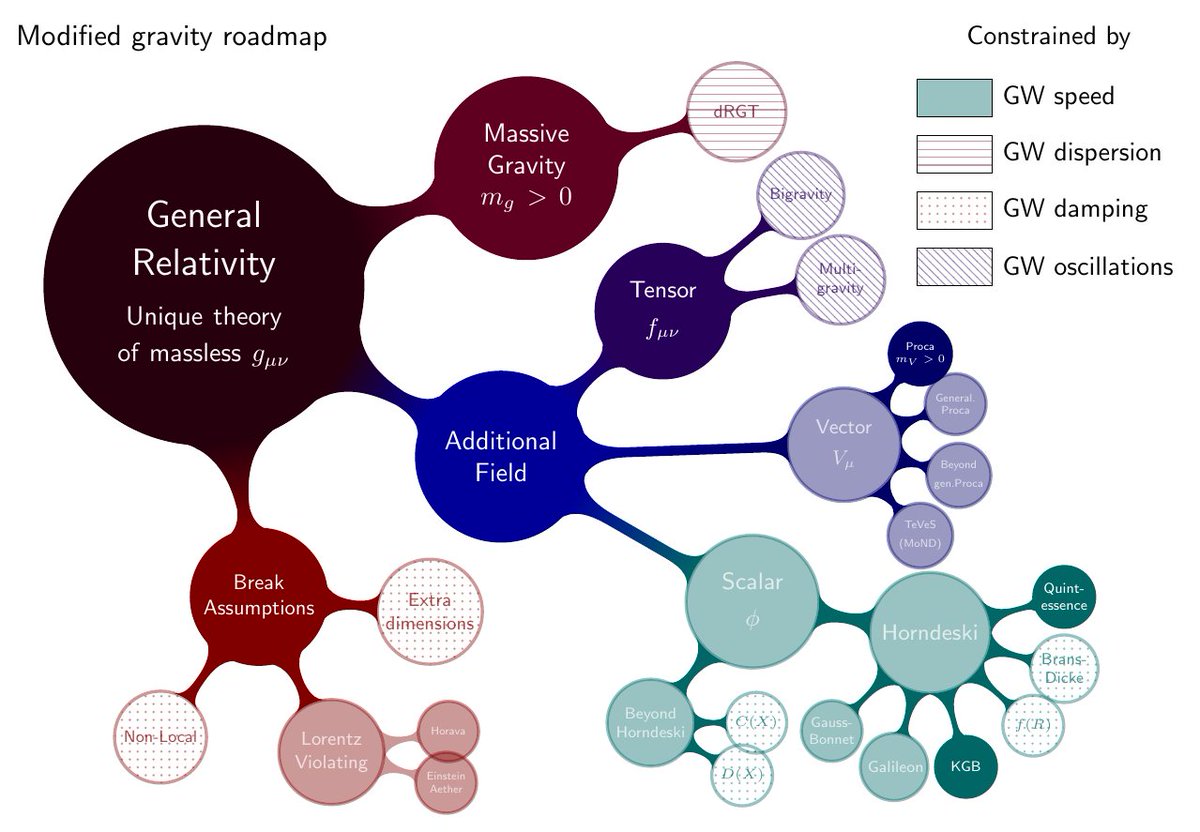 Modified gravity roadmap
Constrained by
GW speed
GW dispersion
GW damping
GW oscillations
General
Relativity
Unique theory
of massless gμν
Massive
Gravity
mg > 0
dRGT
Bigravity
Multi-
gravity
Tensor
fμν
Additional
Field
Vector
Vμ
Proca
mV > 0
General.
Proca
Beyond
gen.Proca
TeVeS
(MoND)
Scalar
ϕ
Horndeski
Quint-
essence
Brans-
Dicke
f(R)
KGB
Galileon
Gauss-
Bonnet
Beyond
Horndeski
C(X)
D(X)
Break
Assumptions
Extra
dimensions
Non-Local
Lorentz
Violating
Horava
Einstein
Aether